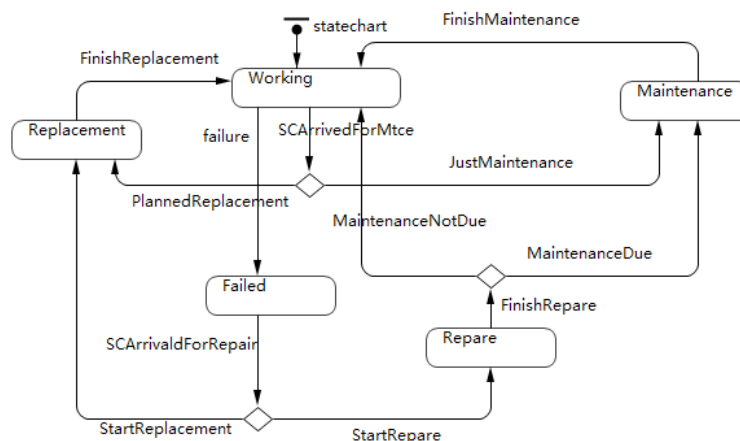 statechart
FinishMaintenance
FinishReplacement
Working
Maintenance
Replacement
failure
SCArrivedForMtce
JustMaintenance
PlannedReplacement
MaintenanceNotDue
MaintenanceDue
Failed
FinishRepare
SCArrivaldForRepair
Repare
StartReplacement
StartRepare